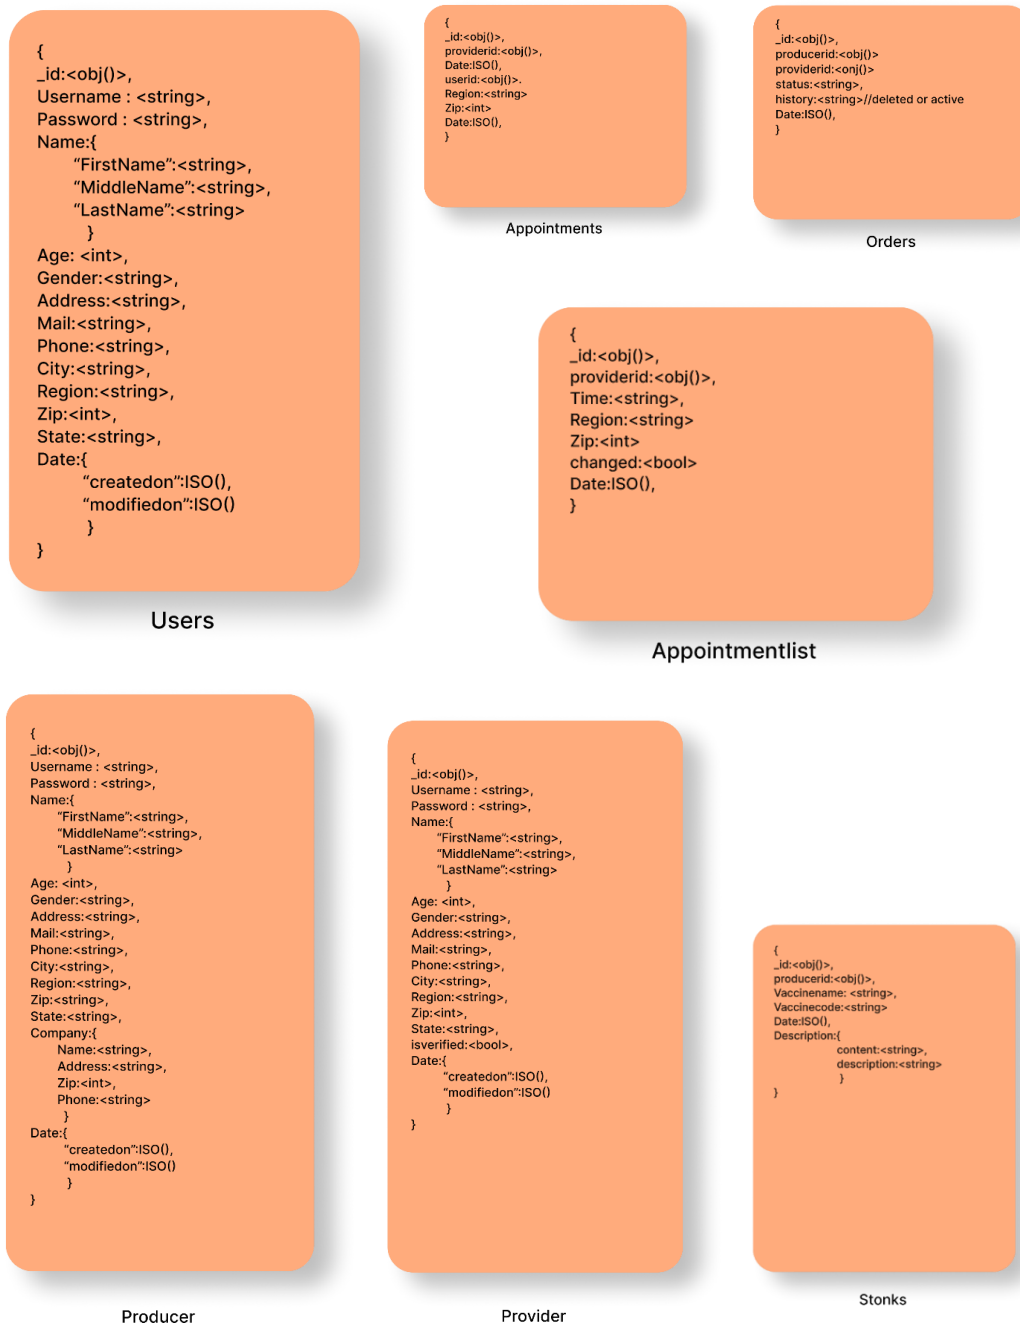 {
_id:<obj()>,
Username : <string>,
Password : <string>,
Name:{
“FirstName”:<string>,
“MiddleName”:<string>,
“LastName”:<string>
}
Age: <int>,
Gender:<string>,
Address:<string>,
Mail:<string>,
Phone:<string>,
City:<string>,
Region:<string>,
Zip:<int>,
State:<string>,
Date:{
“createdon”:ISO(),
“modifiedon”:ISO()
}
}
Users
{
_id:<obj()>,
providerid:<obj()>,
Date:ISO(),
userid:<obj()>.
Region:<string>
Zip:<int>
Date:ISO(),
}
Appointments
{
_id:<obj()>,
producerid:<obj()>
providerid:<onj()>
status:<string>,
history:<string>//deleted or active
Date:ISO(),
}
Orders
{
_id:<obj()>,
providerid:<obj()>,
Time:<string>,
Region:<string>
Zip:<int>
changed:<bool>
Date:ISO(),
}
Appointmentlist
{
_id:<obj()>,
Username : <string>,
Password : <string>,
Name:{
“FirstName”:<string>,
“MiddleName”:<string>,
“LastName”:<string>
}
Age: <int>,
Gender:<string>,
Address:<string>,
Mail:<string>,
Phone:<string>,
City:<string>,
Region:<string>,
Zip:<string>,
State:<string>,
Company:{
Name:<string>,
Address:<string>,
Zip:<int>,
Phone:<string>
}
Date:{
“createdon”:ISO(),
“modifiedon”:ISO()
}
}
Producer
{
_id:<obj()>,
Username : <string>,
Password : <string>,
Name:{
“FirstName”:<string>,
“MiddleName”:<string>,
“LastName”:<string>
}
Age: <int>,
Gender:<string>,
Address:<string>,
Mail:<string>,
Phone:<string>,
City:<string>,
Region:<string>,
Zip:<int>,
State:<string>,
isverified:<bool>,
Date:{
“createdon”:ISO(),
“modifiedon”:ISO()
}
}
Provider
{
_id:<obj()>,
producerid:<obj()>,
Vaccinename: <string>,
Vaccinecode:<string>
Date:ISO(),
Description:{
content:<string>,
description:<string>
}
}
Stonks